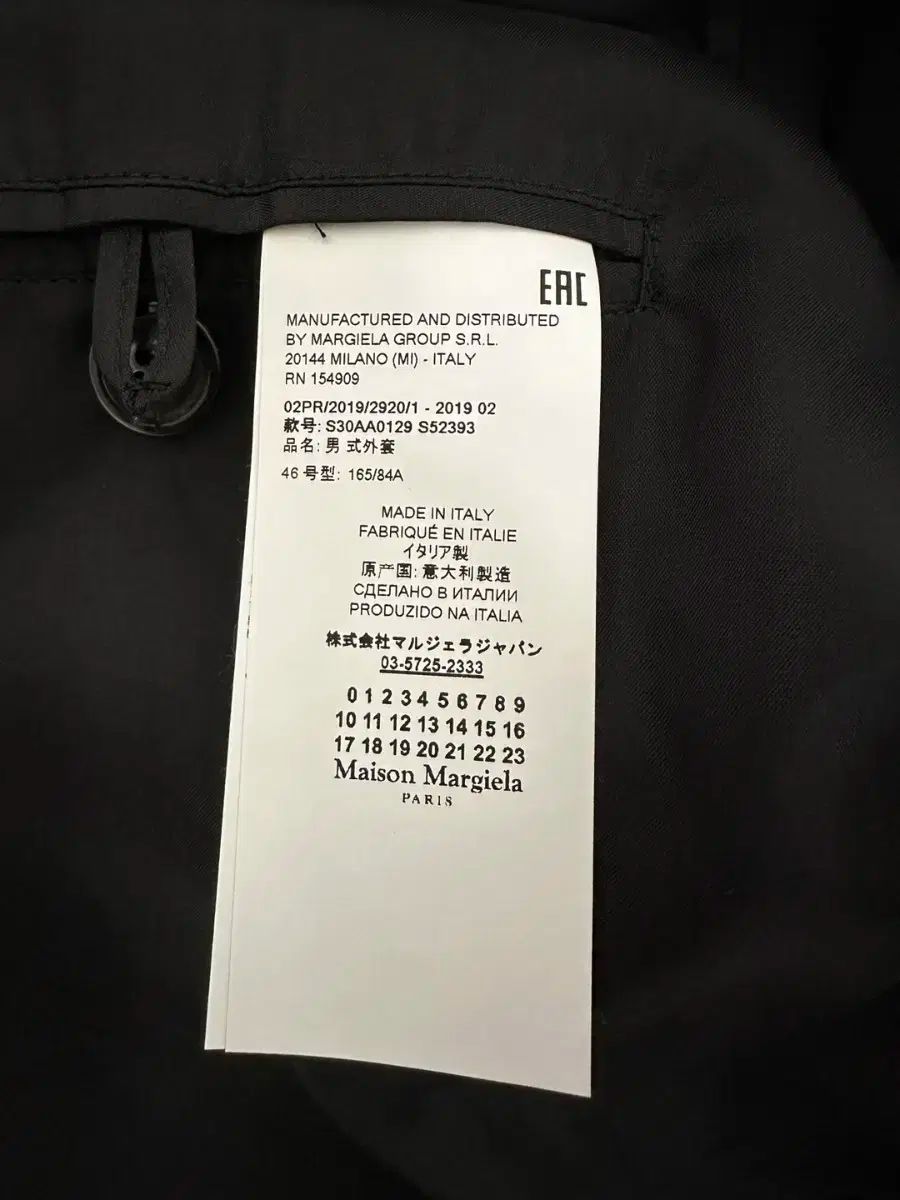 EAC
MANUFACTURED AND DISTRIBUTED
BY MARGIELA GROUP S.R.L.
20144 MILANO (MI) - ITALY
RN 154909
02PR/2019/2920/1 - 2019 02
款号: S30AA0129 S52393
品名: 男 式外套
46 号型: 165/84A
MADE IN ITALY
FABRIQUÉ EN ITALIE
イタリア製
原产国: 意大利製造
СДЕЛАНО В ИТАЛИИ
PRODUZIDO NA ITALIA
株式会社マルジェラジャパン
03-5725-2333
0 1 2 3 4 5 6 7 8 9
10 11 12 13 14 15 16
17 18 19 20 21 22 23
Maison Margiela
PARIS